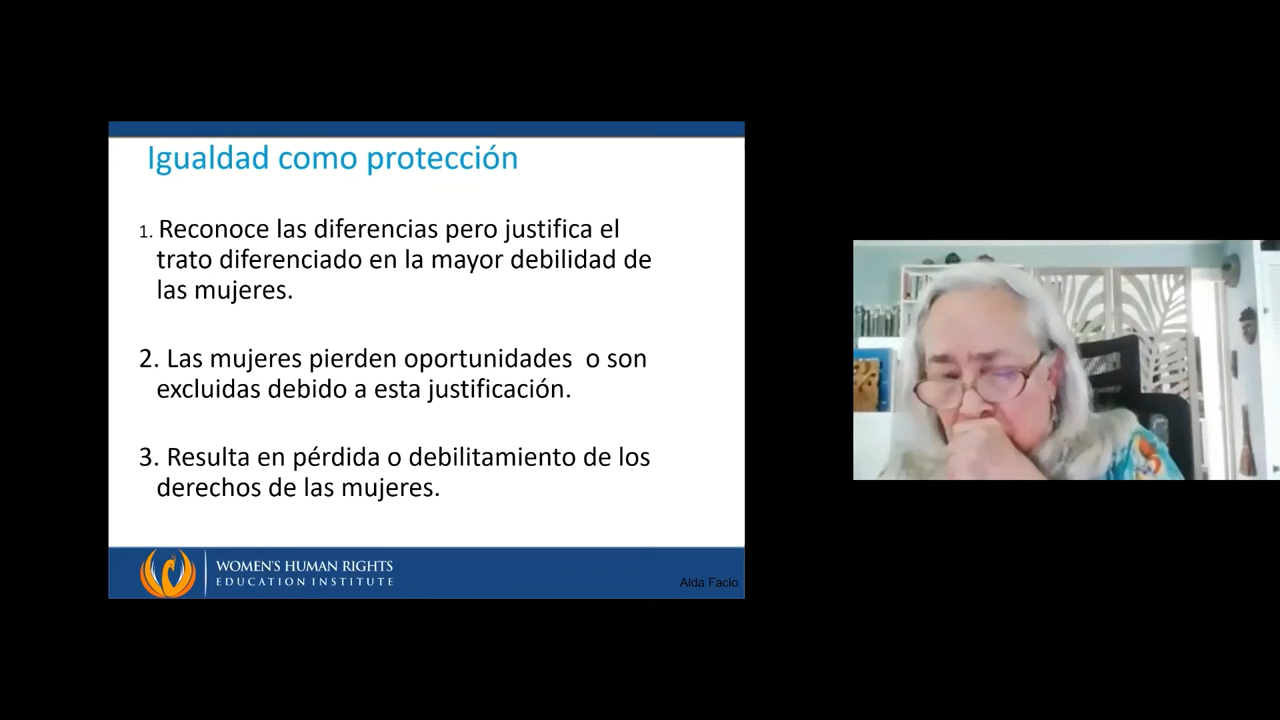 Igualdad como protección
1. Reconoce las diferencias pero justifica el
trato diferenciado en la mayor debilidad de
las mujeres.
2. Las mujeres pierden oportunidades o son
excluidas debido a esta justificación.
3. Resulta en pérdida o debilitamiento de los
derechos de las mujeres.
WOMEN'S HUMAN RIGHTS
EDUCATION INSTITUTE
Alda Facio